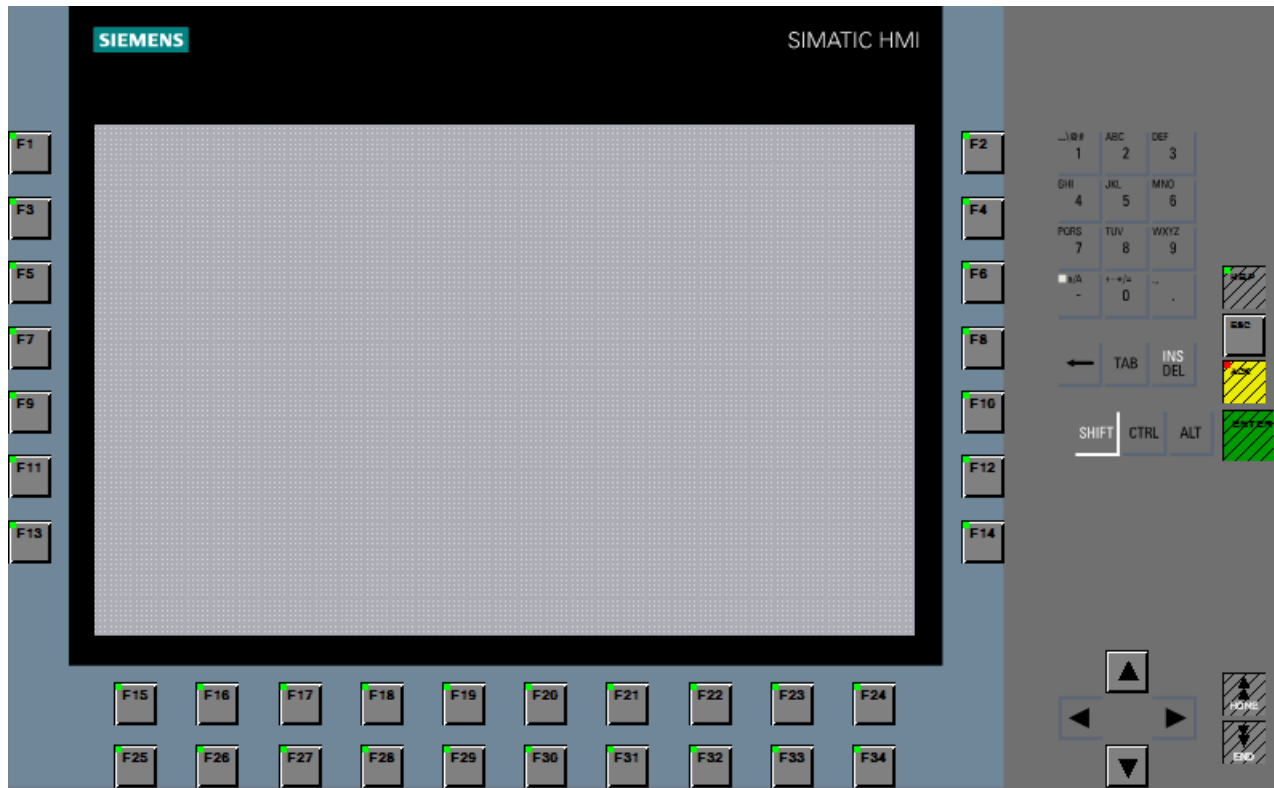 SIEMENS
SIMATIC HMI
F1
F2
ABC
DEF
1
2
3
F3
F4
GHI
JKL
MNO
4
5
6
F5
F6
PQRS
TUV
WXYZ
7
8
9
HELP
-
0
.
F7
F8
ESC
TAB
INS
DEL
ACK
F9
F10
SHIFT
CTRL
ALT
ENTER
F11
F12
F13
F14
F15
F16
F17
F18
F19
F20
F21
F22
F23
F24
HOME
F25
F26
F27
F28
F29
F30
F31
F32
F33
F34
END